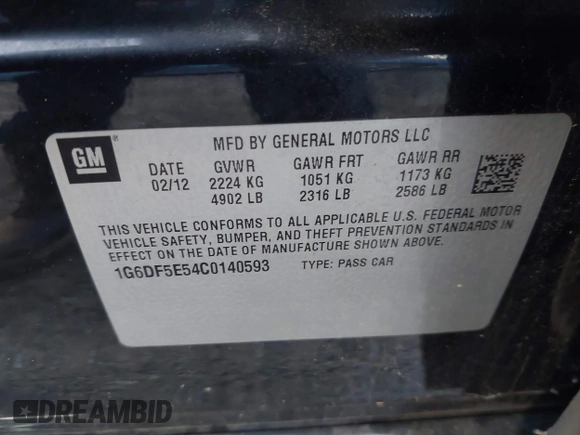 GM
MFD BY GENERAL MOTORS LLC
DATE GVWR GAWR FRT GAWR RR
02/12 2224 KG 1051 KG 1173 KG
4902 LB 2316 LB 2586 LB
THIS VEHICLE CONFORMS TO ALL APPLICABLE U.S. FEDERAL MOTOR
VEHICLE SAFETY, BUMPER, AND THEFT PREVENTION STANDARDS IN
EFFECT ON THE DATE OF MANUFACTURE SHOWN ABOVE.
1G6DF5E54C0140593 TYPE: PASS CAR
DREAMBID